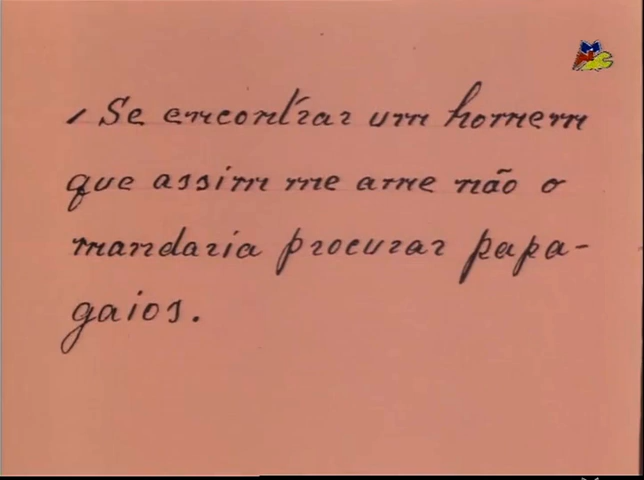 , Se encontrar um homem
que assim me ame não o
mandaria procurar papa-
gaios.